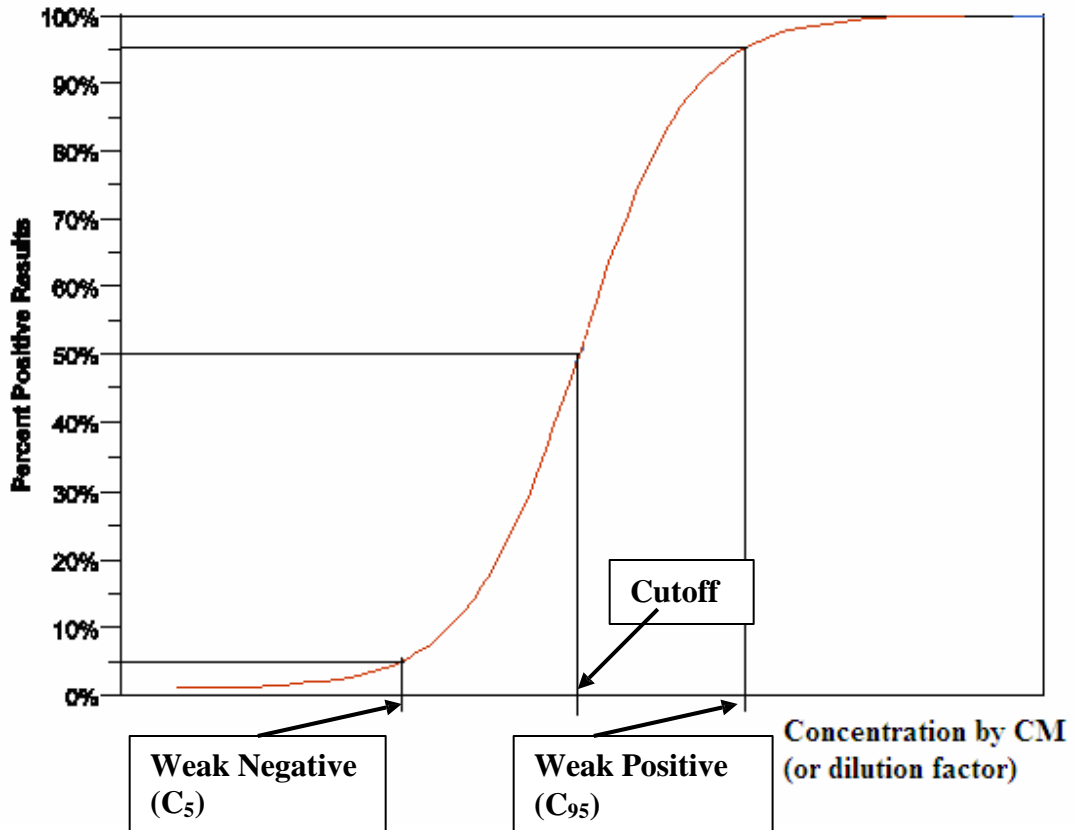 100%
90%
80%
70%
60%
50%
40%
30%
20%
10%
0%
Percent Positive Results
Cutoff
Weak Negative
(C₅)
Weak Positive
(C₉₅)
Concentration by CM
(or dilution factor)